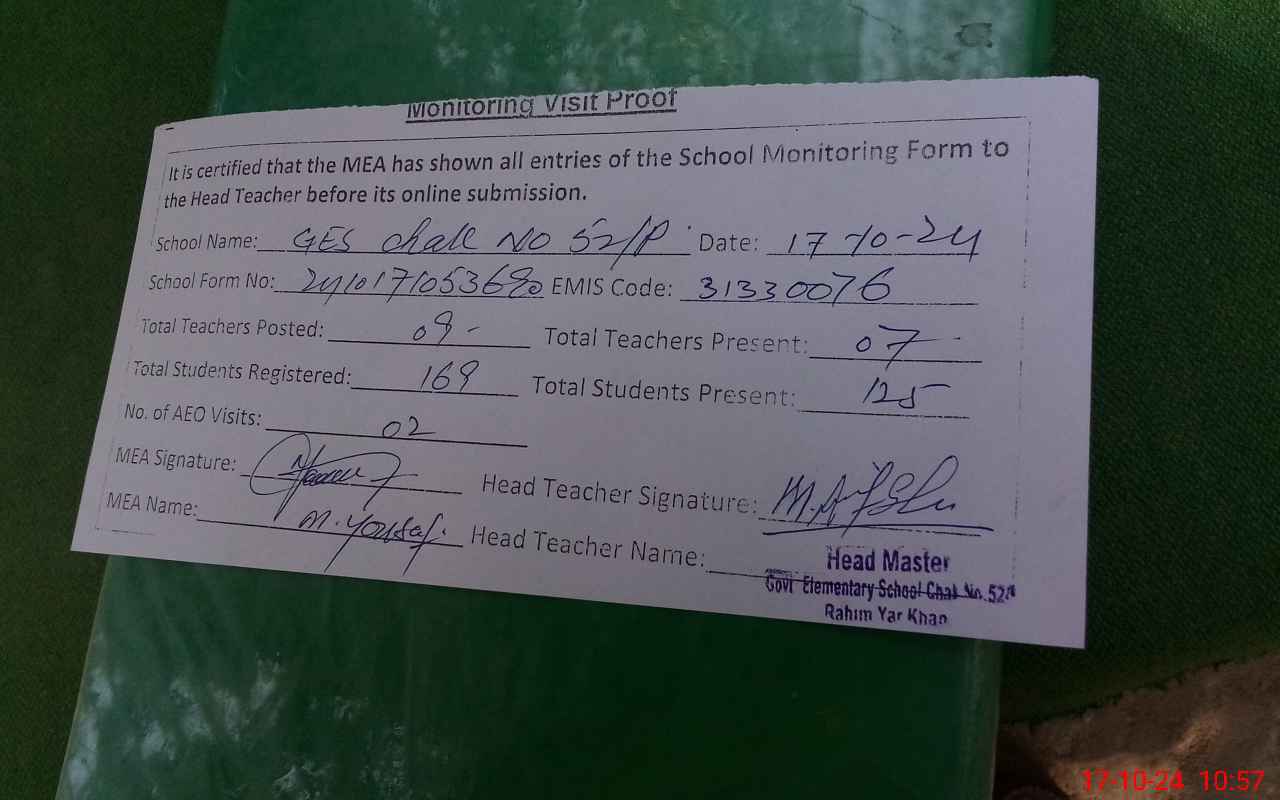 Monitoring Visit Proof
It is certified that the MEA has shown all entries of the School Monitoring Form to
the Head Teacher before its online submission.
School Name: GES Chak NO 52/P Date: 17-10-24
School Form No: EMIS Code: 31330076
Total Teachers Posted: Total Teachers Present: 07
Total Students Registered: 169 Total Students Present: 125
No. of AEO Visits: 02
MEA Signature: Head Teacher Signature:
MEA Name: M. Yousaf. Head Teacher Name:
Head Master
Govt Elementary School Chak No. 52/P
Rahim Yar Khan
17-10-24 10:57